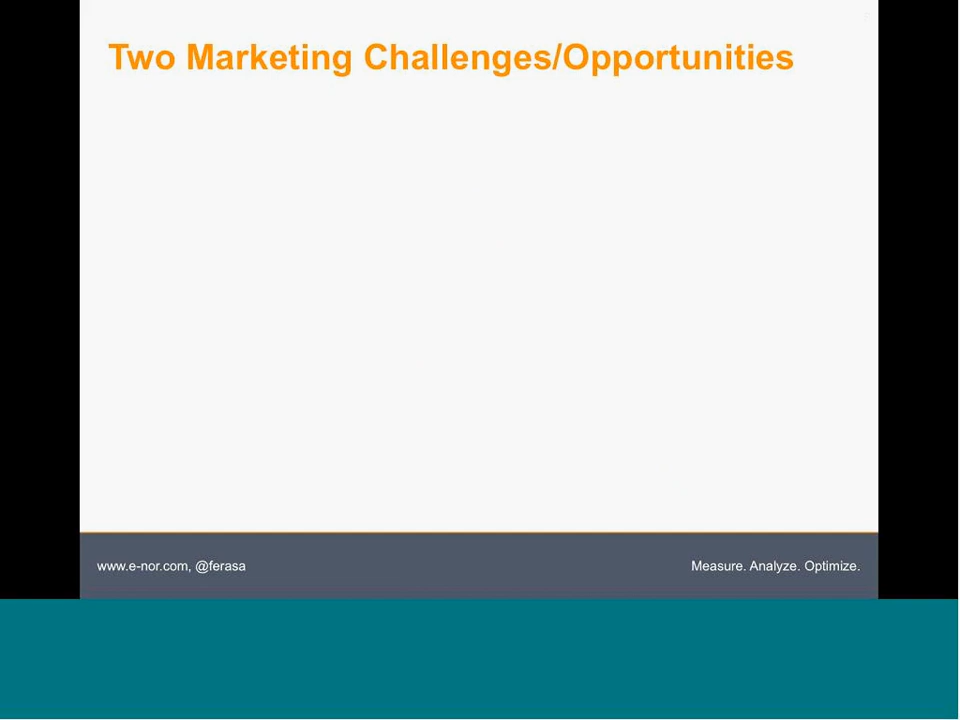 Two Marketing Challenges/Opportunities
www.e-nor.com, @ferasa
Measure. Analyze. Optimize.